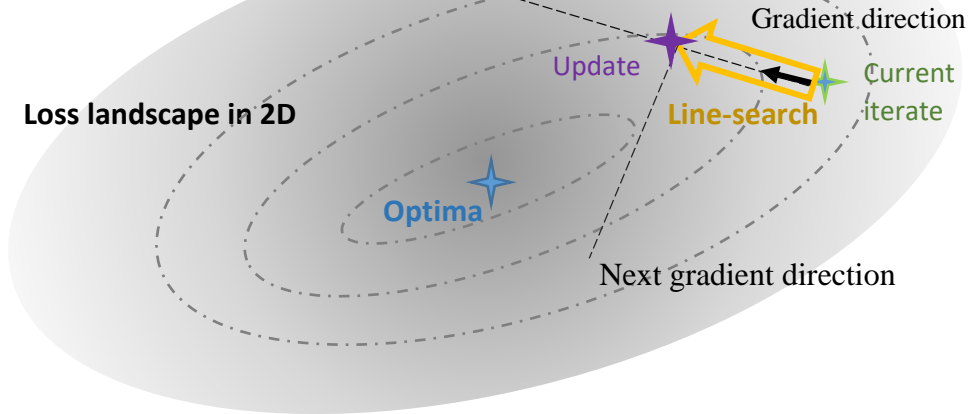 Gradient direction
Update
Current
iterate
Loss landscape in 2D
Line-search
Optima
Next gradient direction